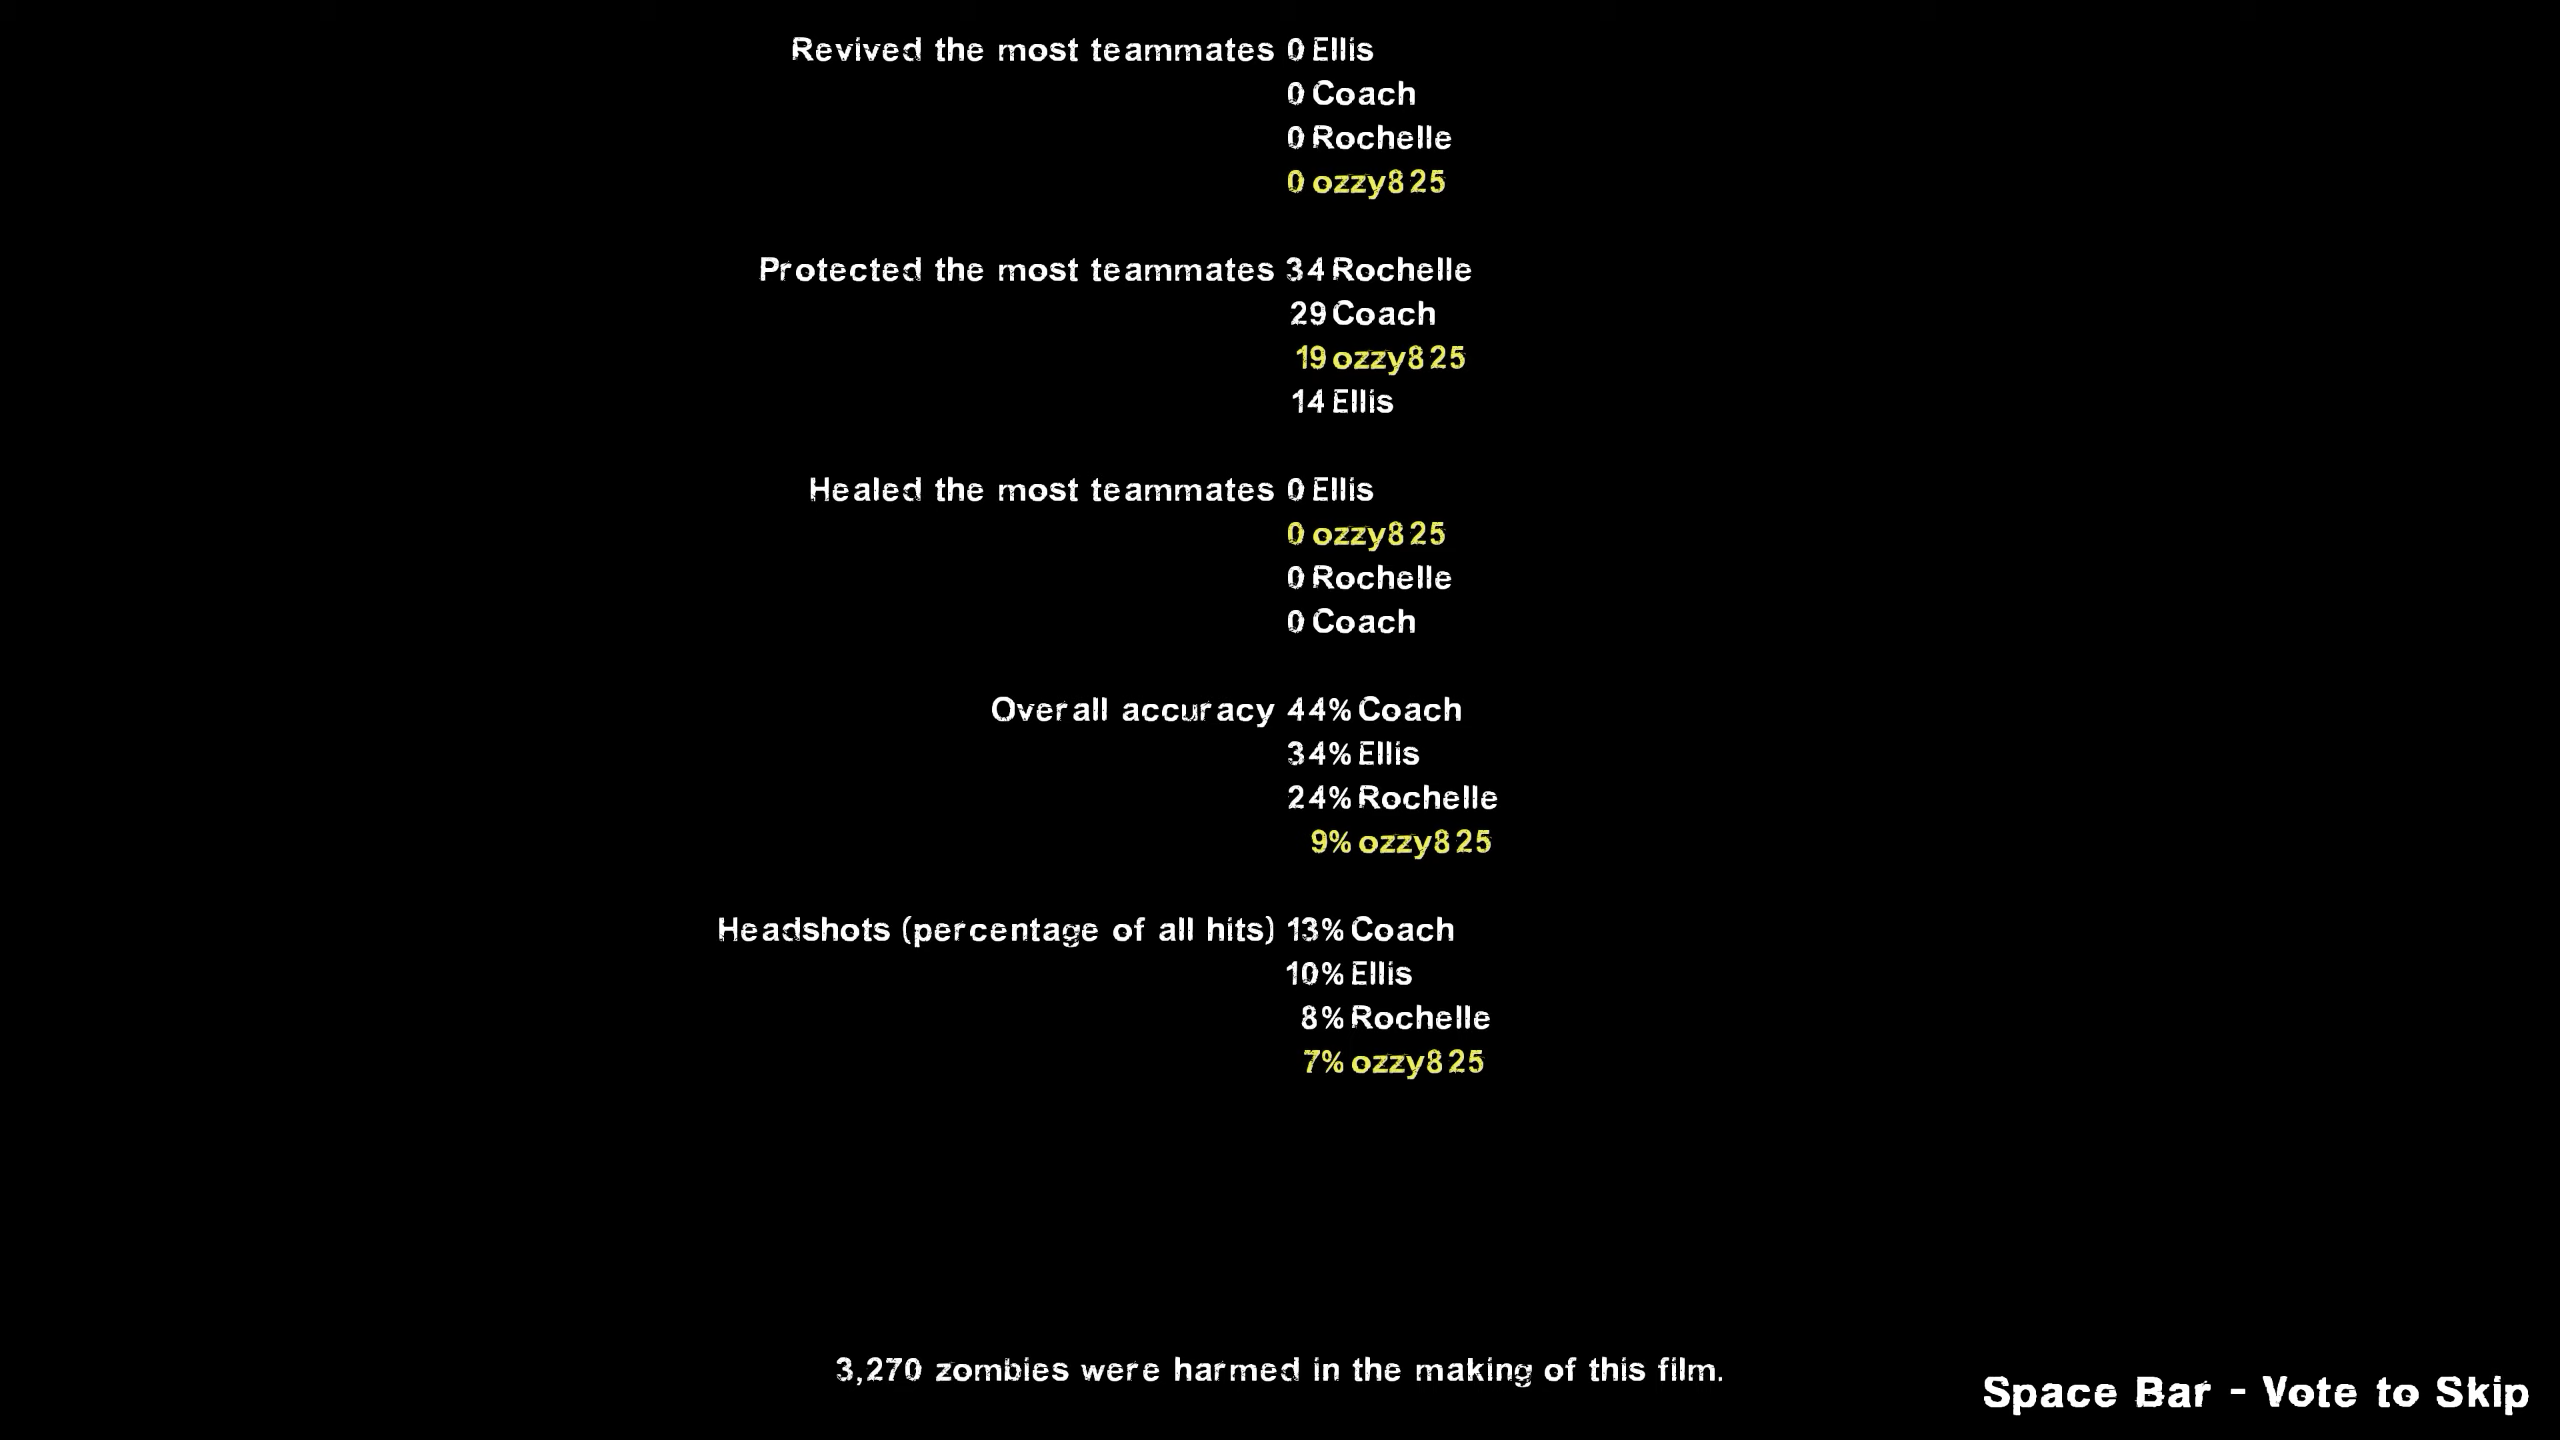 Revived the most teammates 0 Ellis
0 Coach
0 Rochelle
0 ozzy825
Protected the most teammates 34 Rochelle
29 Coach
19 ozzy825
14 Ellis
Healed the most teammates 0 Ellis
0 ozzy825
0 Rochelle
0 Coach
Overall accuracy 44% Coach
34% Ellis
24% Rochelle
9% ozzy825
Headshots (percentage of all hits) 13% Coach
10% Ellis
8% Rochelle
7% ozzy825
3,270 zombies were harmed in the making of this film.
Space Bar - Vote to Skip